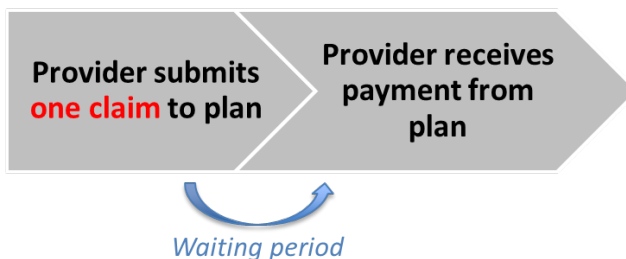 Provider submits
one claim to plan
Provider receives
payment from
plan
Waiting period